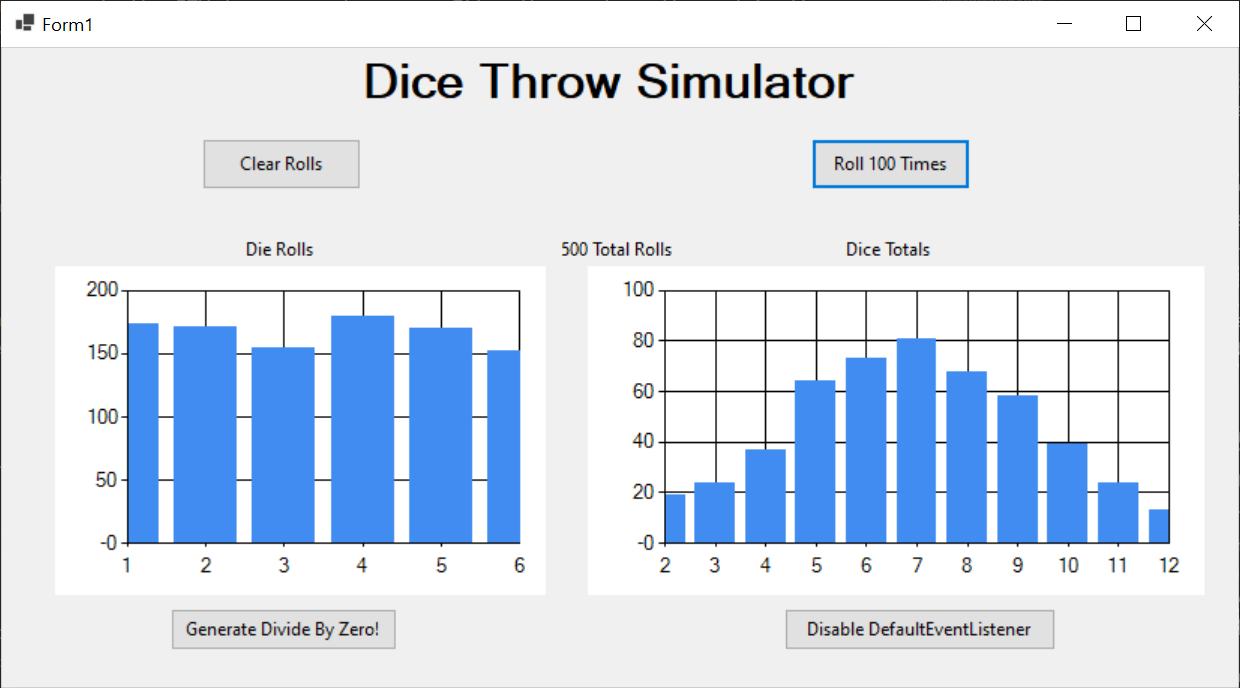 Form1
Dice Throw Simulator
Clear Rolls
Roll 100 Times
Die Rolls
500 Total Rolls
Dice Totals
200
150
100
50
-0
1 2 3 4 5 6
100
80
60
40
20
-0
2 3 4 5 6 7 8 9 10 11 12
Generate Divide By Zero!
Disable DefaultEventListener